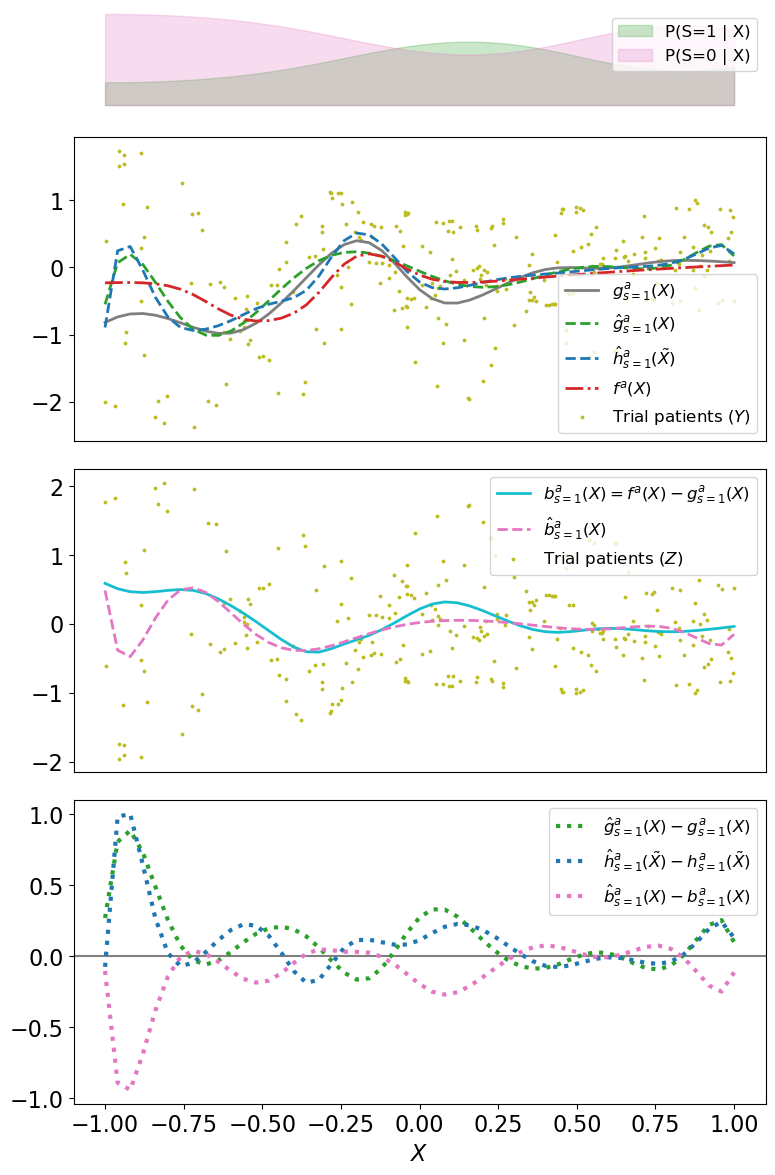 P(S=1 | X)
P(S=0 | X)
1
0
−1
−2
g^a_{s=1}(X)
ĝ^a_{s=1}(X)
ĥ^a_{s=1}(X̃)
f^a(X)
Trial patients (Y)
2
1
0
−1
−2
b^a_{s=1}(X) = f^a(X) − g^a_{s=1}(X)
b̂^a_{s=1}(X)
Trial patients (Z)
1.0
0.5
0.0
−0.5
−1.0
ĝ^a_{s=1}(X) − g^a_{s=1}(X)
ĥ^a_{s=1}(X̃) − h^a_{s=1}(X̃)
b̂^a_{s=1}(X) − b^a_{s=1}(X)
−1.00 −0.75 −0.50 −0.25 0.00 0.25 0.50 0.75 1.00
X